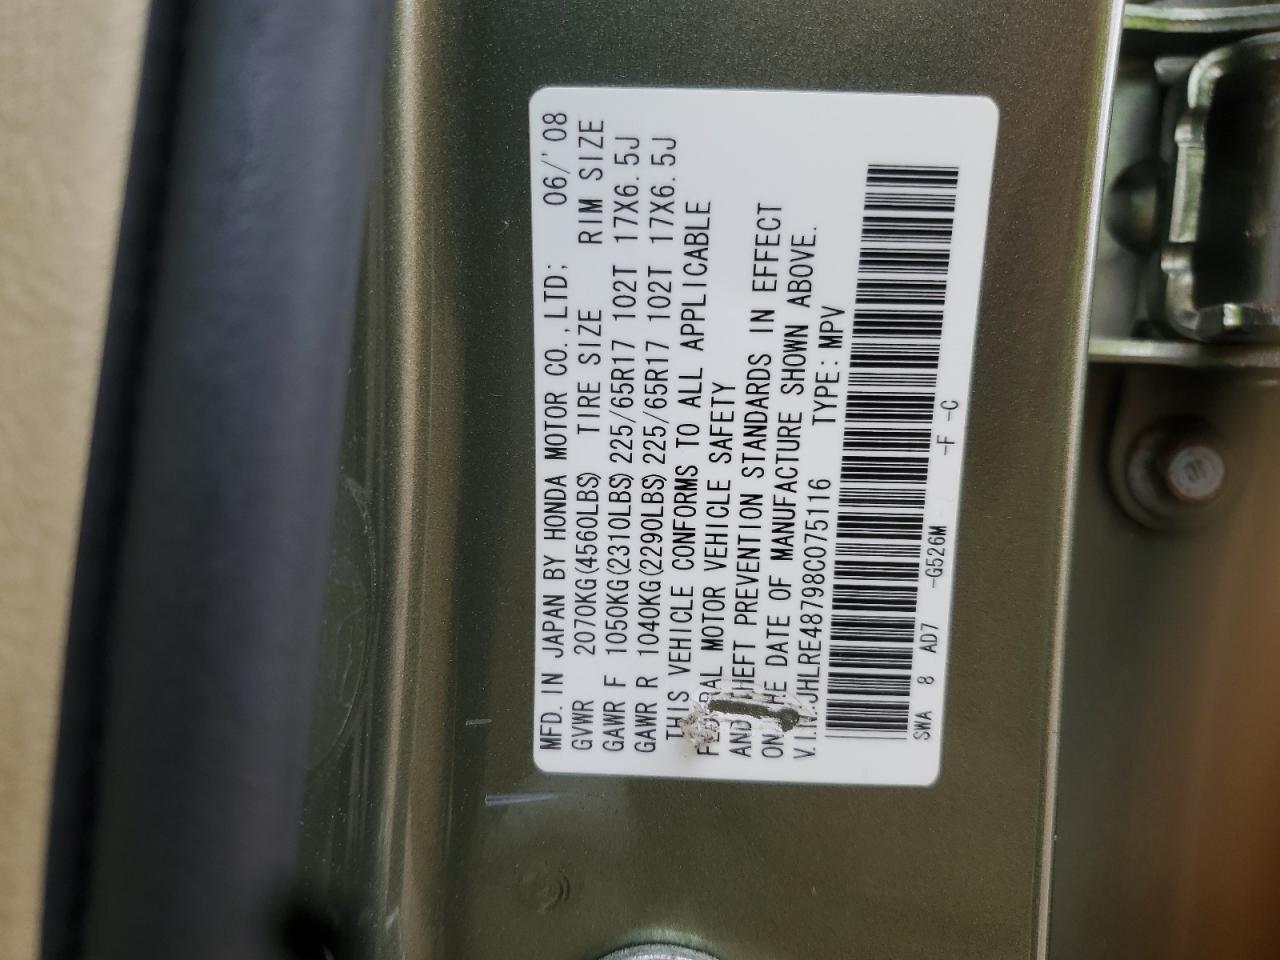 MFD. IN JAPAN BY HONDA MOTOR CO., LTD; 06/'08
GVWR 2070KG(4560LBS) TIRE SIZE RIM SIZE
GAWR F 1050KG(2310LBS) 225/65R17 102T 17X6.5J
GAWR R 1040KG(2290LBS) 225/65R17 102T 17X6.5J
THIS VEHICLE CONFORMS TO ALL APPLICABLE
MOTOR VEHICLE SAFETY
AND THEFT PREVENTION STANDARDS IN EFFECT
ON THE DATE OF MANUFACTURE SHOWN ABOVE.
V.I.N.:JHLRE48798C075116 TYPE: MPV
SWA 8 AD7 -G526M -F -C